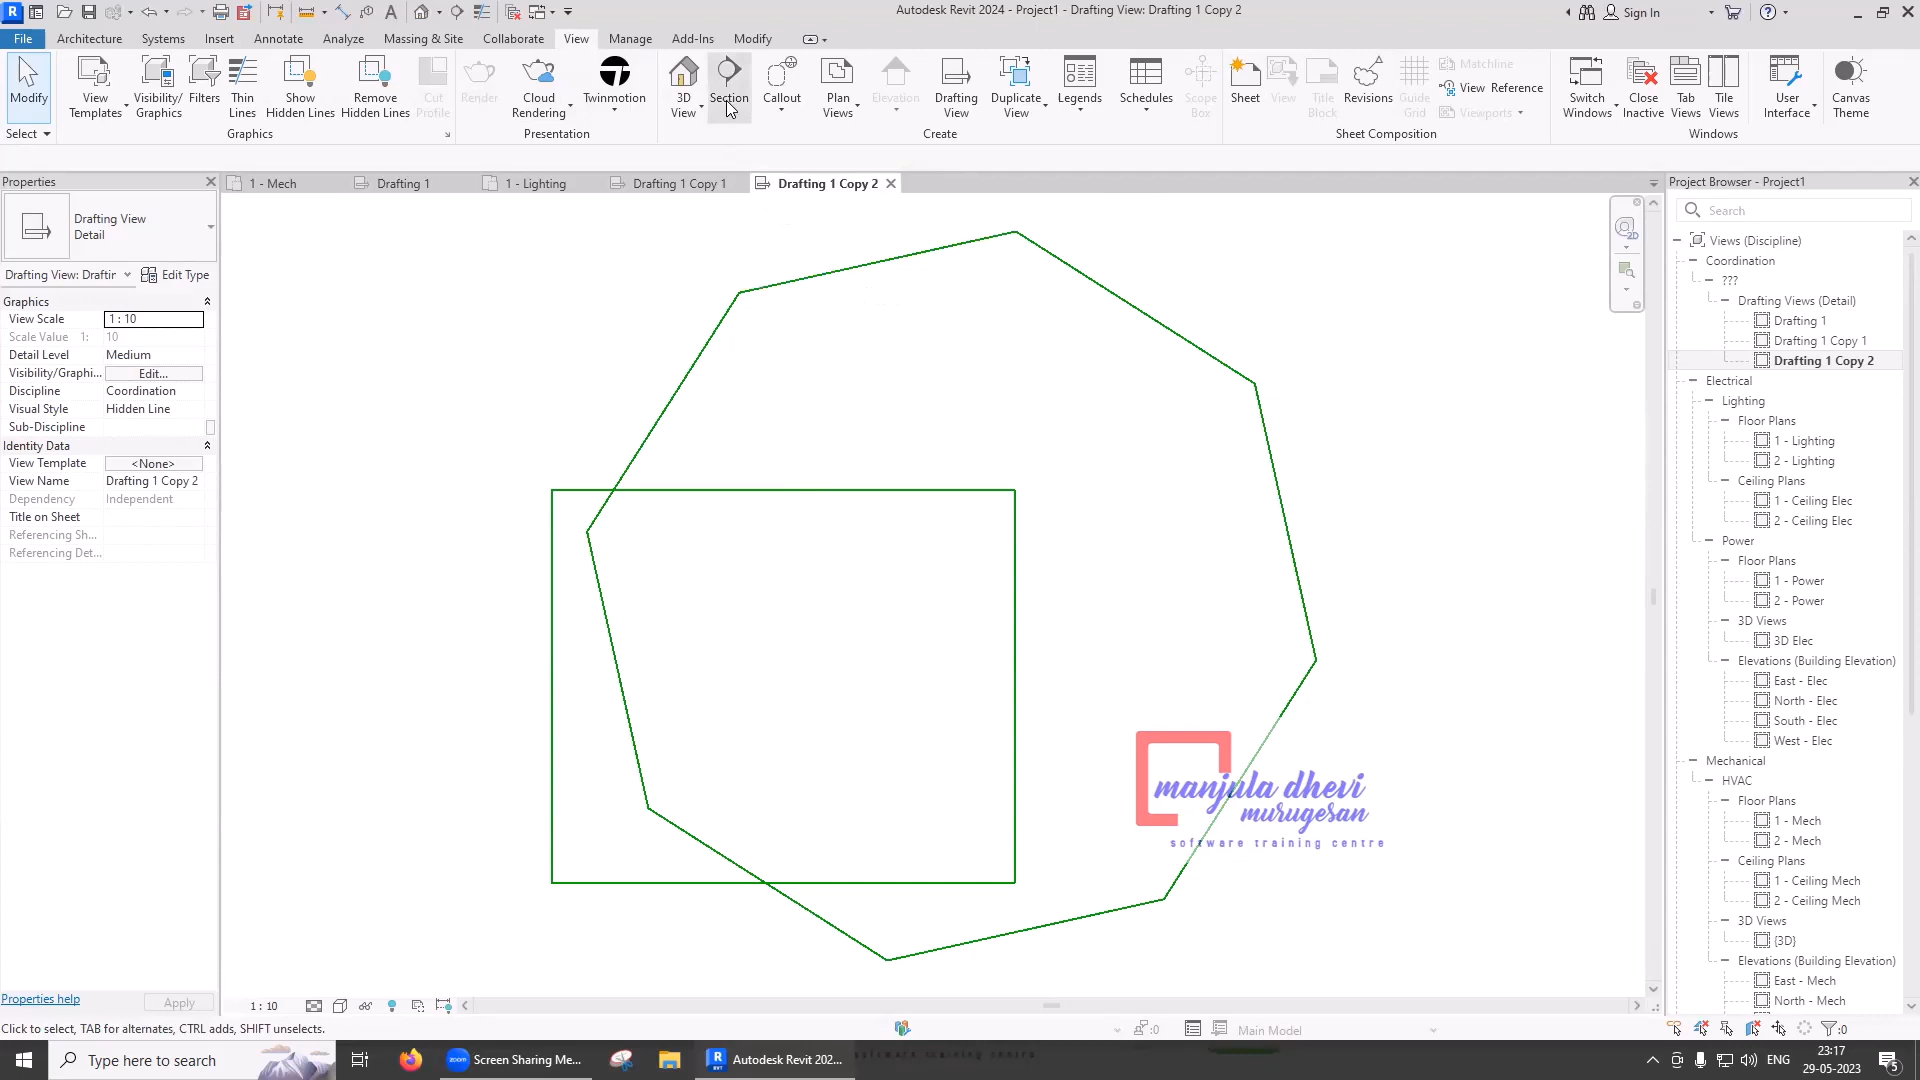 Autodesk Revit 2024 - Project1 - Drafting View: Drafting 1 Copy 2
Sign In
File Architecture Systems Insert Annotate Analyze Massing & Site Collaborate View Manage Add-Ins Modify
Modify
View Templates
Visibility/ Graphics
Filters
Thin Lines
Show Hidden Lines
Remove Hidden Lines
Cut Profile
Render
Cloud Rendering
Twinmotion
3D View
Section
Callout
Plan Views
Elevation
Drafting View
Duplicate View
Legends
Schedules
Scope Box
Sheet
View
Title Block
Revisions
Guide Grid
Matchline
View Reference
Viewports
Switch Windows
Close Inactive
Tab Views
Tile Views
User Interface
Canvas Theme
Select Graphics Presentation Create Sheet Composition Windows
Properties
1 - Mech Drafting 1 1 - Lighting Drafting 1 Copy 1 Drafting 1 Copy 2
Drafting View
Detail
Drafting View: Draftir Edit Type
Graphics
View Scale 1 : 10
Scale Value 1: 10
Detail Level Medium
Visibility/Graphi... Edit...
Discipline Coordination
Visual Style Hidden Line
Sub-Discipline
Identity Data
View Template <None>
View Name Drafting 1 Copy 2
Dependency Independent
Title on Sheet
Referencing Sh...
Referencing Det...
Properties help Apply
2D
manjula dhevi
murugesan
software training centre
Project Browser - Project1
Search
Views (Discipline)
Coordination
???
Drafting Views (Detail)
Drafting 1
Drafting 1 Copy 1
Drafting 1 Copy 2
Electrical
Lighting
Floor Plans
1 - Lighting
2 - Lighting
Ceiling Plans
1 - Ceiling Elec
2 - Ceiling Elec
Power
Floor Plans
1 - Power
2 - Power
3D Views
3D Elec
Elevations (Building Elevation)
East - Elec
North - Elec
South - Elec
West - Elec
Mechanical
HVAC
Floor Plans
1 - Mech
2 - Mech
Ceiling Plans
1 - Ceiling Mech
2 - Ceiling Mech
3D Views
{3D}
Elevations (Building Elevation)
East - Mech
North - Mech
1 : 10
Click to select, TAB for alternates, CTRL adds, SHIFT unselects.
:0
Main Model
:0
Type here to search
zoom
Screen Sharing Me...
R
RVT
Autodesk Revit 202...
ENG
23:17
29-05-2023
5